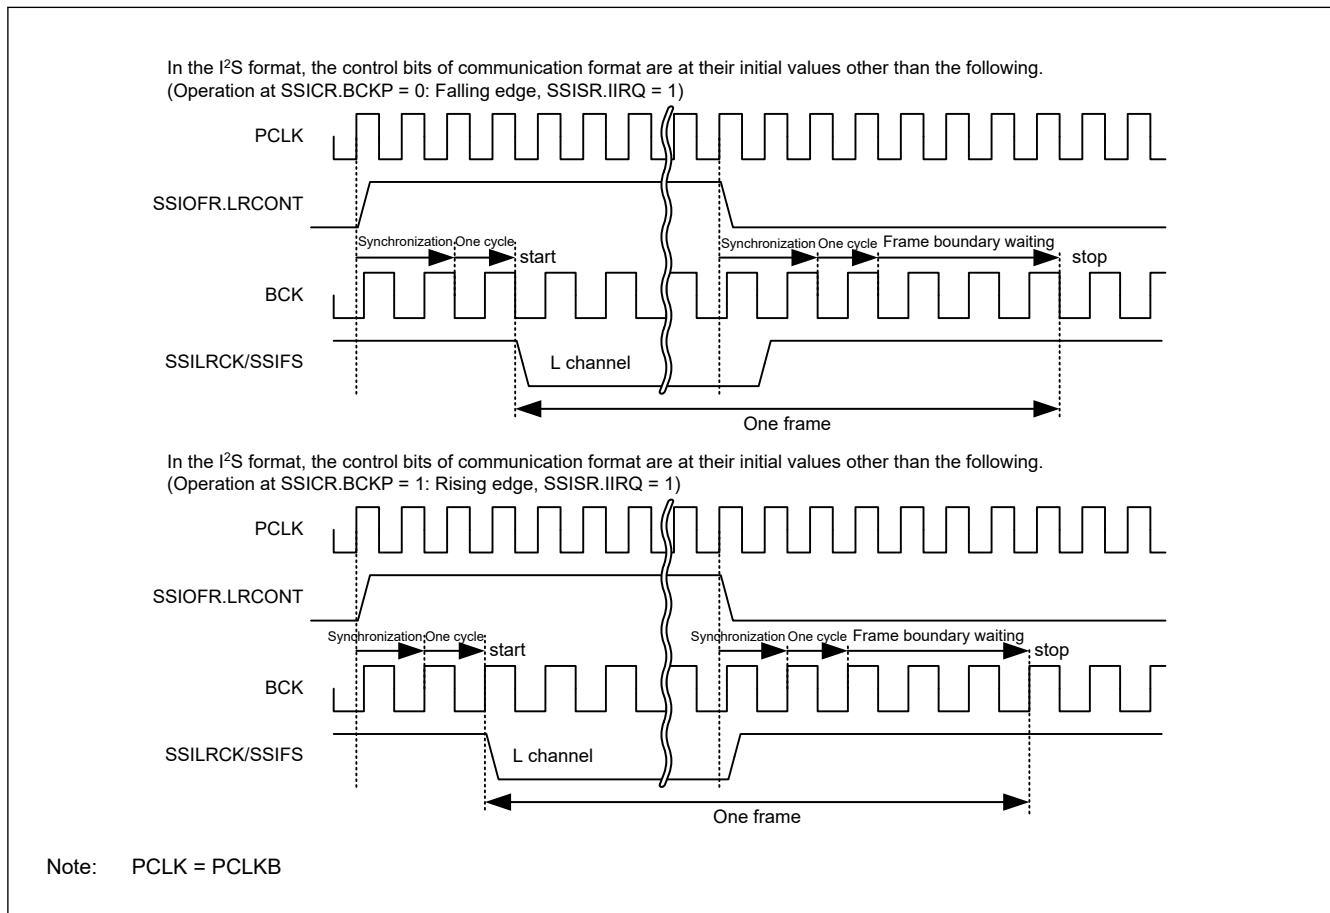 In the I²S format, the control bits of communication format are at their initial values other than the following.
(Operation at SSICR.BCKP = 0: Falling edge, SSISR.IIRQ = 1)
PCLK
SSIOFR.LRCONT
Synchronization One cycle start Synchronization One cycle Frame boundary waiting stop
BCK
SSILRCK/SSIFS L channel
One frame
In the I²S format, the control bits of communication format are at their initial values other than the following.
(Operation at SSICR.BCKP = 1: Rising edge, SSISR.IIRQ = 1)
PCLK
SSIOFR.LRCONT
Synchronization One cycle start Synchronization One cycle Frame boundary waiting stop
BCK
SSILRCK/SSIFS L channel
One frame
Note: PCLK = PCLKB